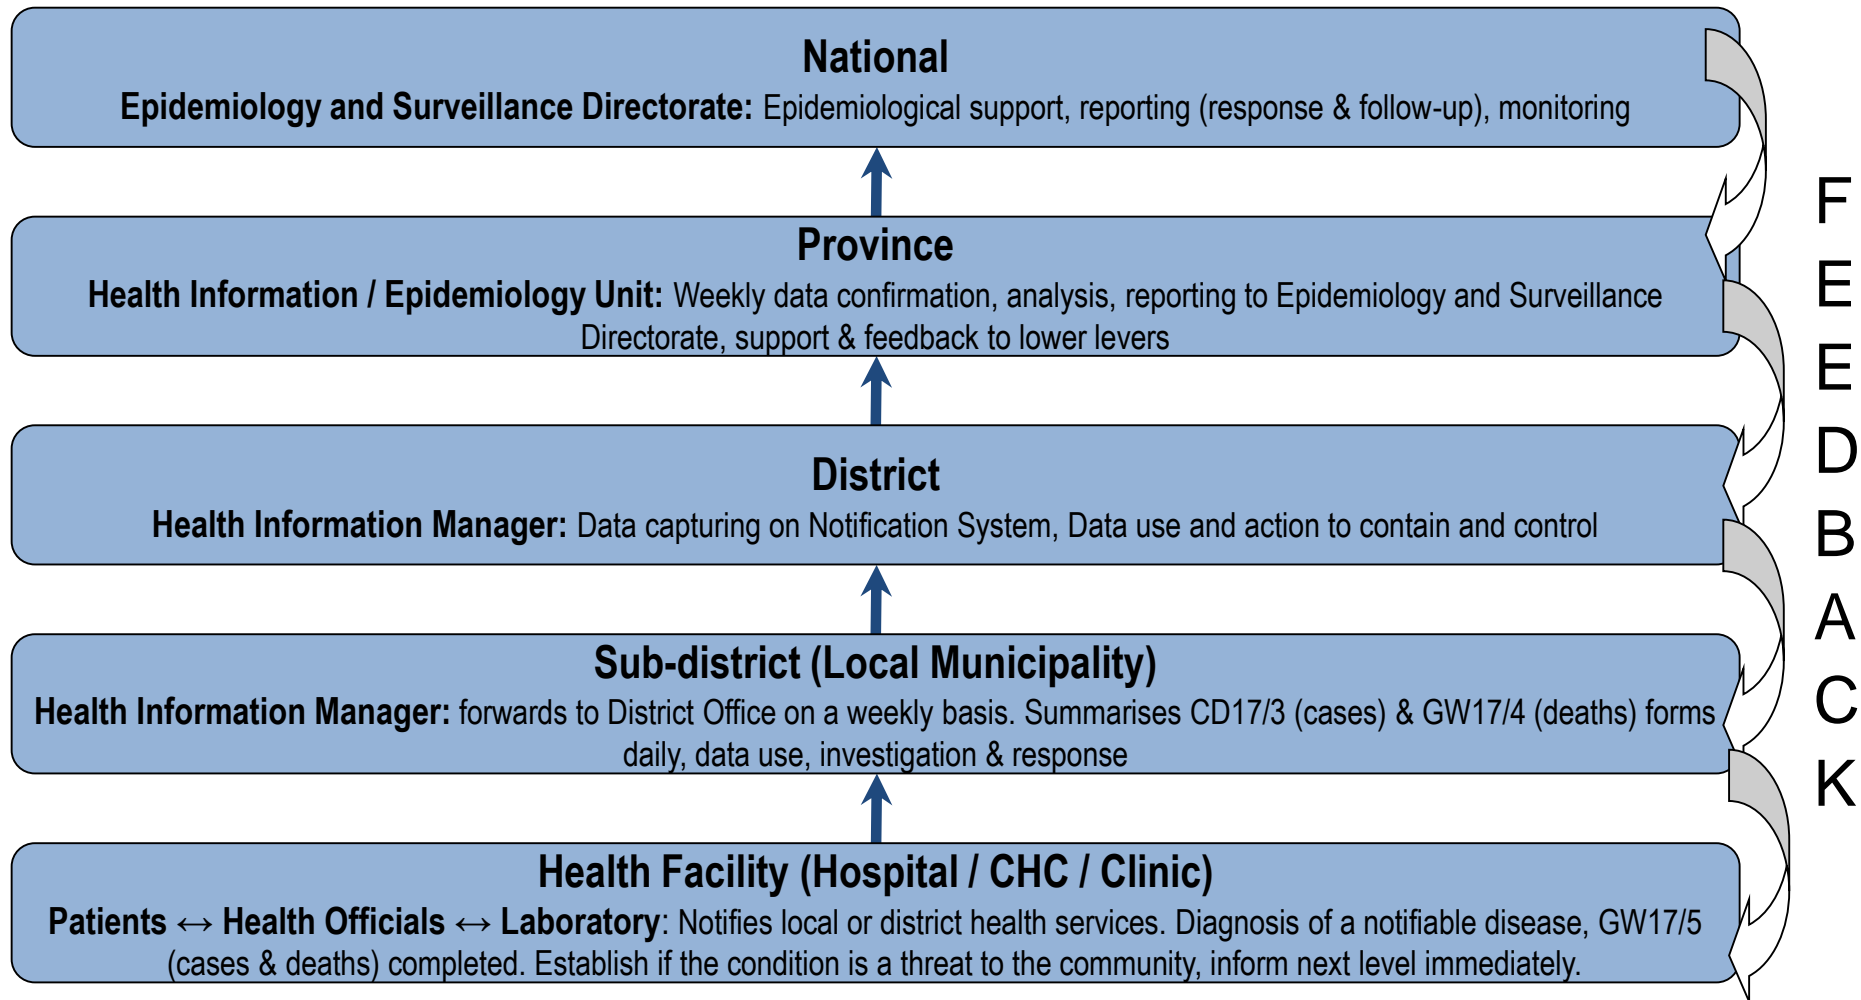 National
Epidemiology and Surveillance Directorate: Epidemiological support, reporting (response & follow-up), monitoring
Province
Health Information / Epidemiology Unit: Weekly data confirmation, analysis, reporting to Epidemiology and Surveillance
Directorate, support & feedback to lower levers
District
Health Information Manager: Data capturing on Notification System, Data use and action to contain and control
Sub-district (Local Municipality)
Health Information Manager: forwards to District Office on a weekly basis. Summarises CD17/3 (cases) & GW17/4 (deaths) forms
daily, data use, investigation & response
Health Facility (Hospital / CHC / Clinic)
Patients ↔ Health Officials ↔ Laboratory: Notifies local or district health services. Diagnosis of a notifiable disease, GW17/5
(cases & deaths) completed. Establish if the condition is a threat to the community, inform next level immediately.
F
E
E
D
B
A
C
K